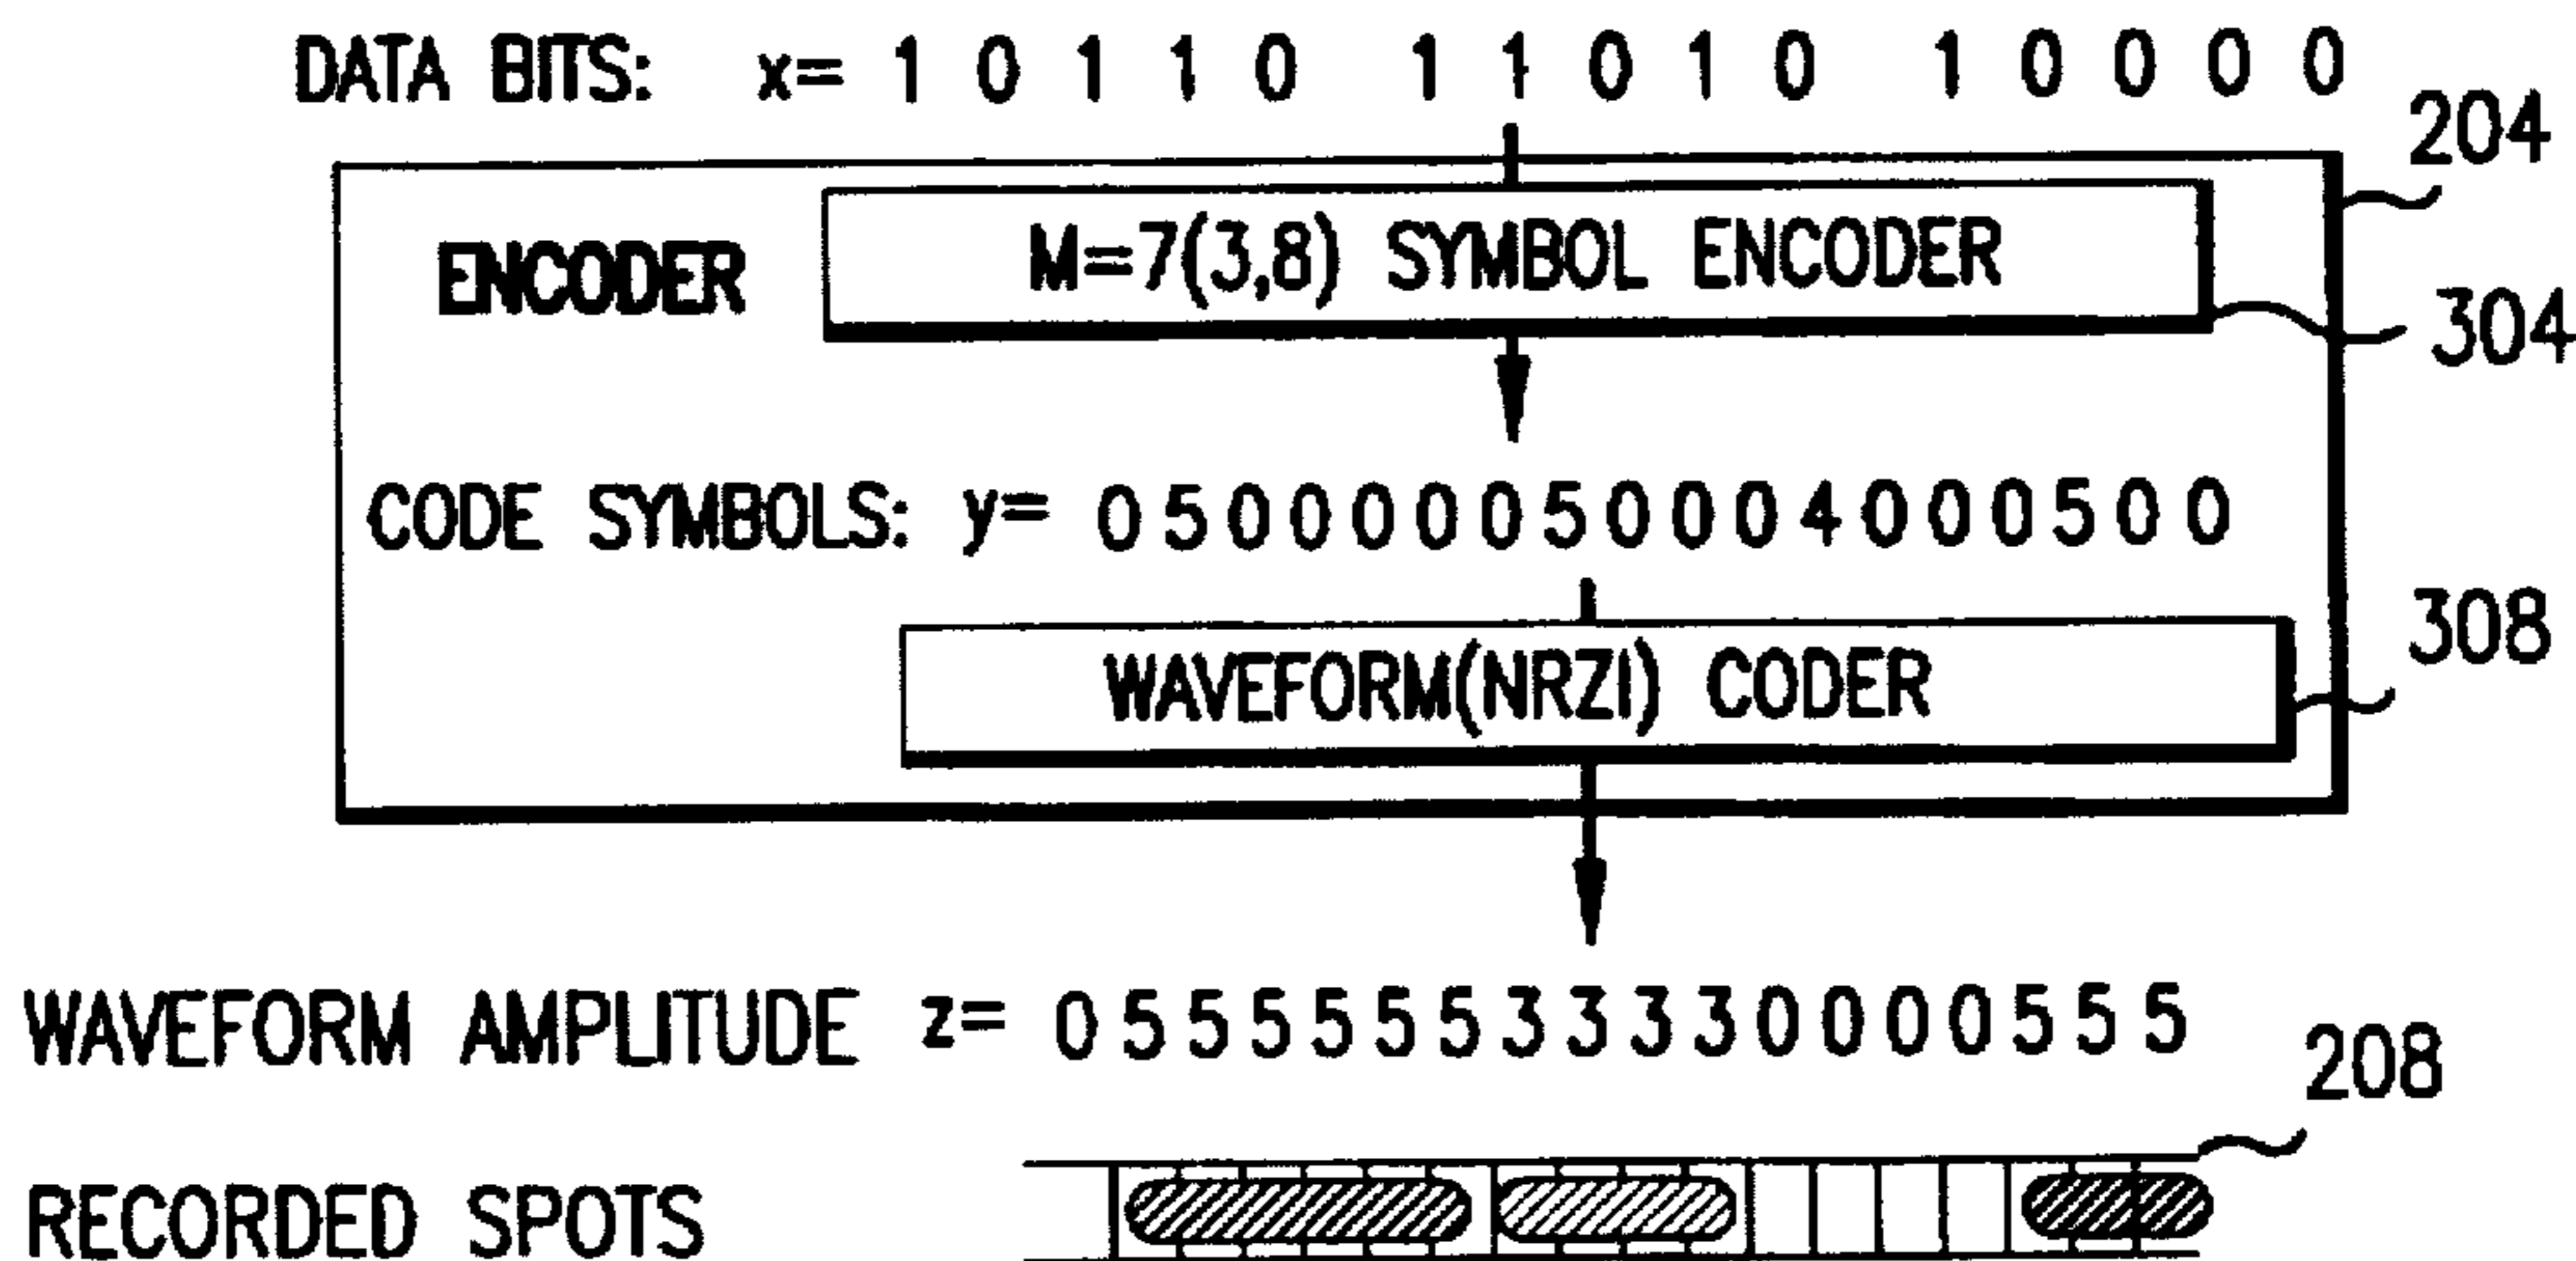 DATA BITS: x= 1 0 1 1 0 1 1 0 1 0 1 0 0 0 0
204
ENCODER
M=7(3,8) SYMBOL ENCODER
304
CODE SYMBOLS: y= 0 5 0 0 0 0 0 5 0 0 0 4 0 0 0 5 0 0
308
WAVEFORM(NRZI) CODER
WAVEFORM AMPLITUDE z= 0 5 5 5 5 5 5 3 3 3 3 0 0 0 0 5 5 5
208
RECORDED SPOTS